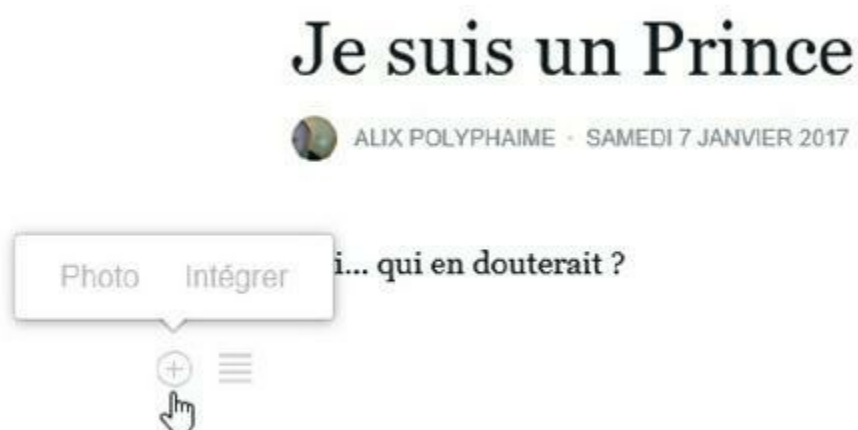 Je suis un Prince
ALIX POLYPHAIME · SAMEDI 7 JANVIER 2017
i... qui en douterait ?
Photo Intégrer